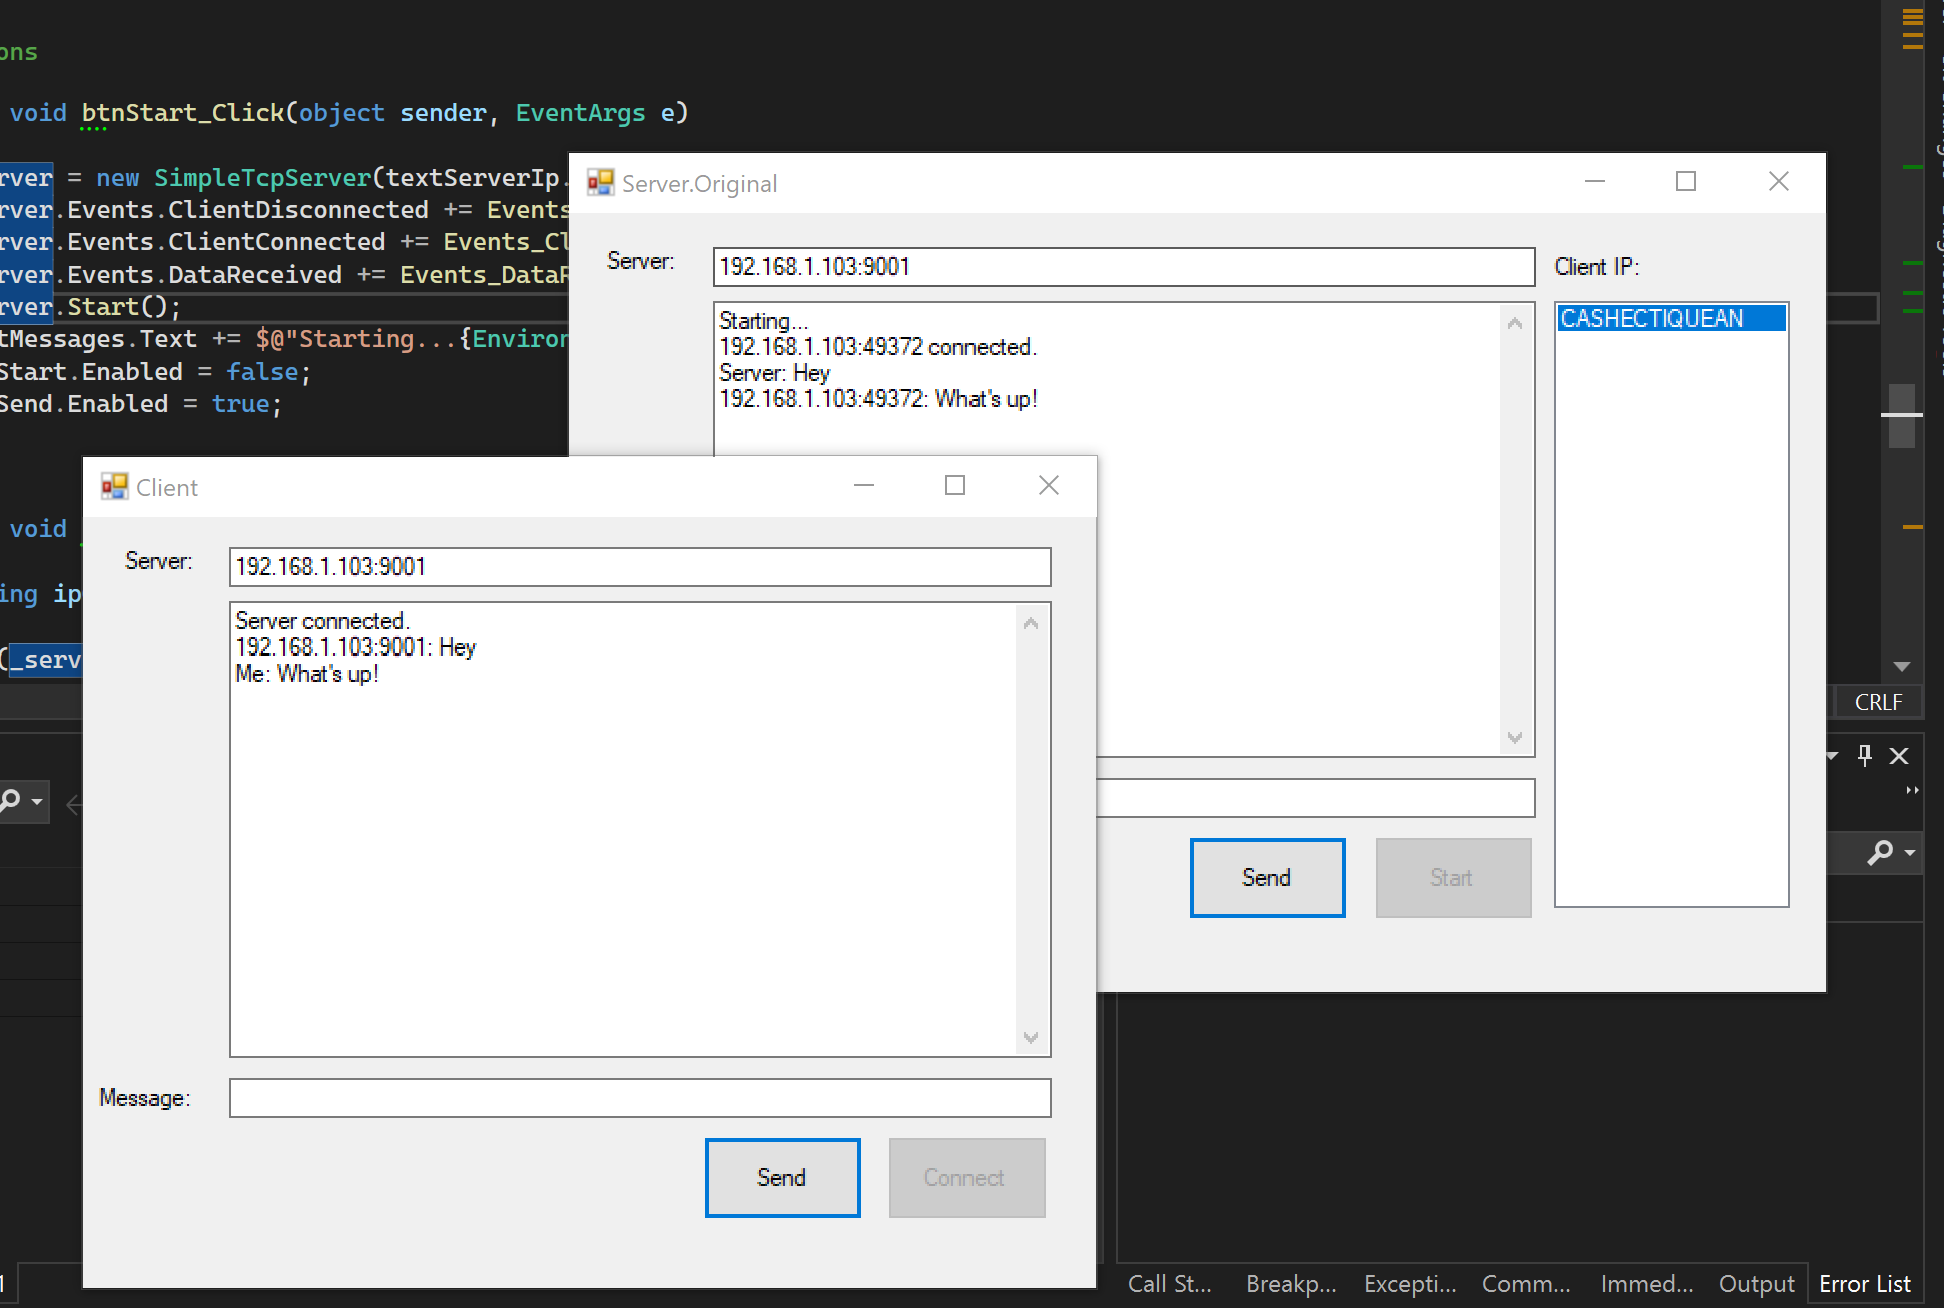 ons
void btnStart_Click(object sender, EventArgs e)
rver = new SimpleTcpServer(textServerIp.
rver.Events.ClientDisconnected += Events
rver.Events.ClientConnected += Events_Cl
rver.Events.DataReceived += Events_DataR
rver.Start();
tMessages.Text += $@"Starting...{Environ
Start.Enabled = false;
Send.Enabled = true;
void
ing ip
(_serv
Server.Original
Server:
192.168.1.103:9001
Client IP:
Starting...
192.168.1.103:49372 connected.
Server: Hey
192.168.1.103:49372: What's up!
CASHECTIQUEAN
Send
Start
Client
Server:
192.168.1.103:9001
Server connected.
192.168.1.103:9001: Hey
Me: What's up!
Message:
Send
Connect
CRLF
Call St...
Breakp...
Excepti...
Comm...
Immed...
Output
Error List